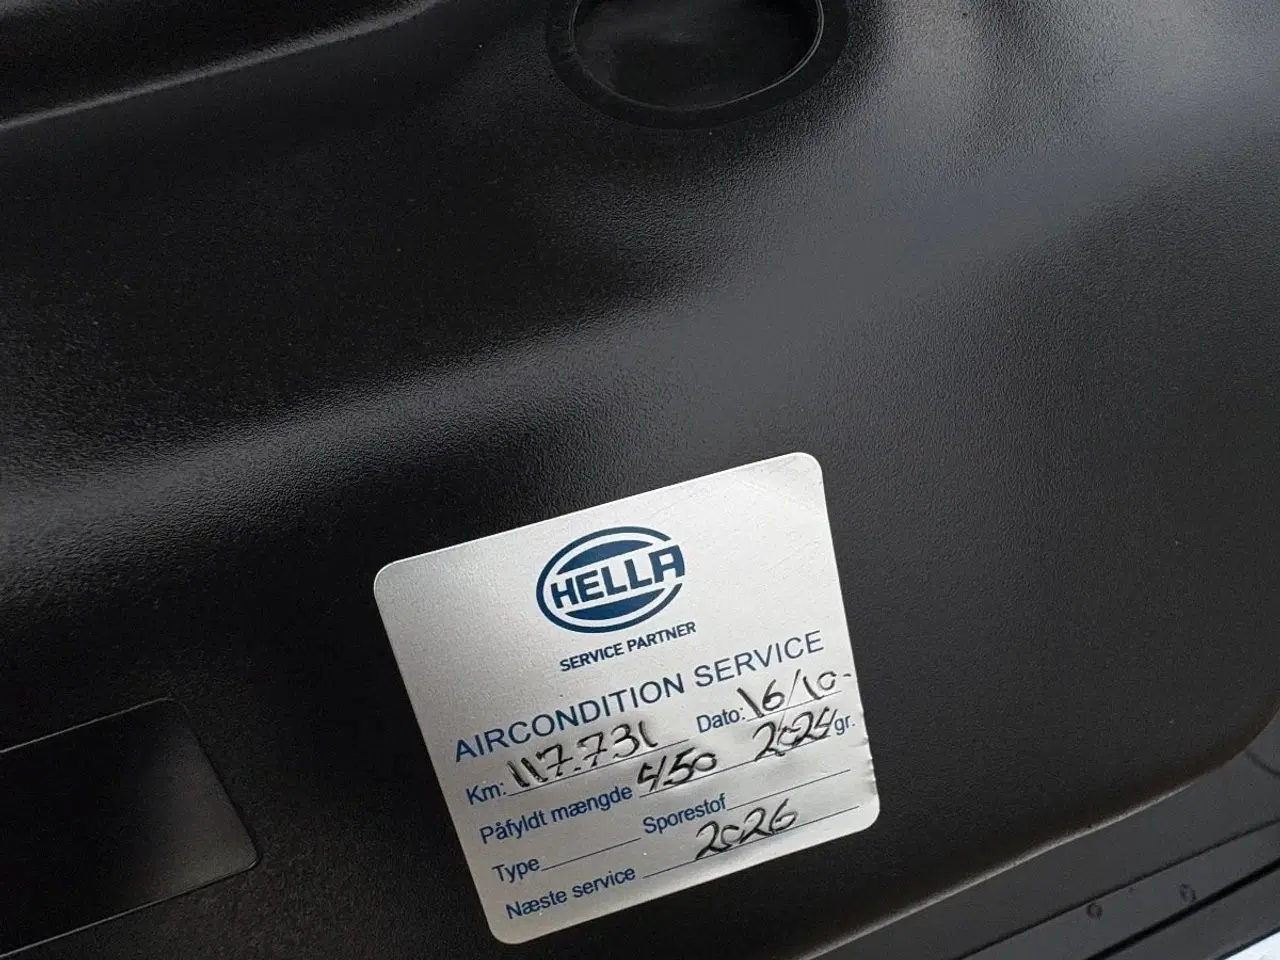 HELLA
SERVICE PARTNER
AIRCONDITION SERVICE
Km: 117.731 Dato: 16/10-
Påfyldt mængde 450 2024 gr.
Type Sporestof
Næste service 2026